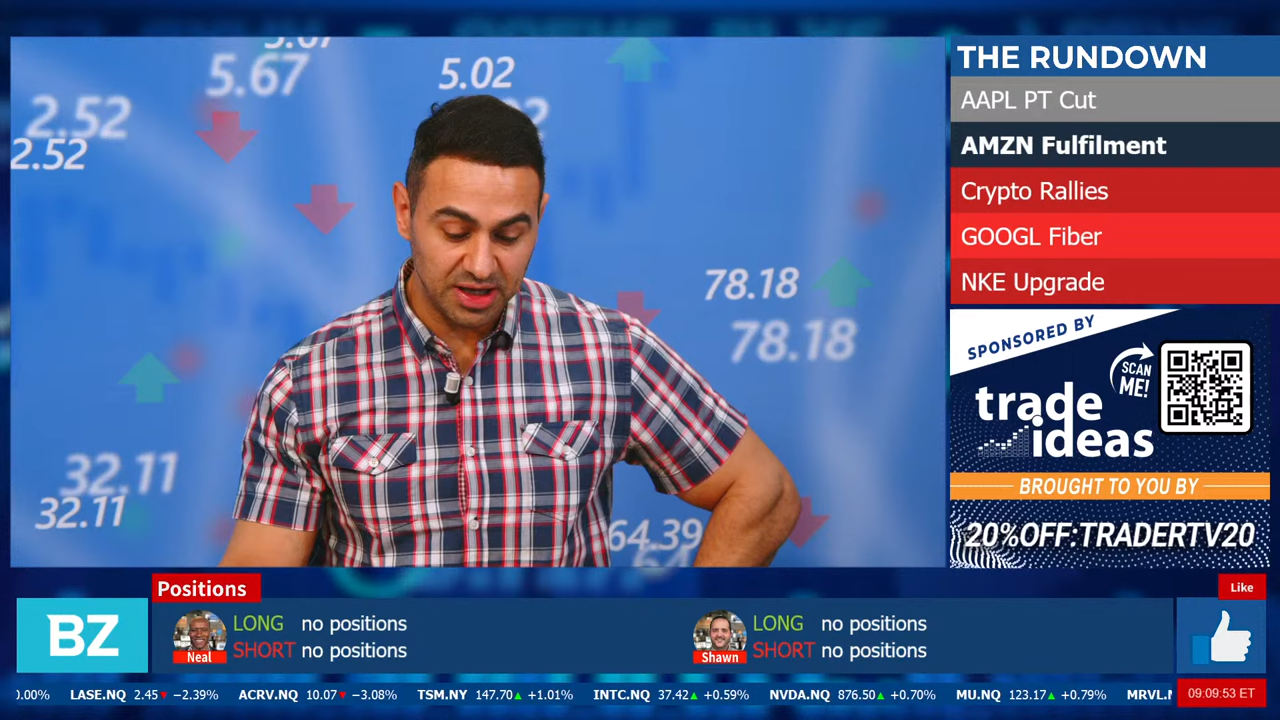 5.67
5.67
5.02
2.52
2.52
78.18
78.18
32.11
32.11
64.39
THE RUNDOWN
AAPL PT Cut
AMZN Fulfilment
Crypto Rallies
GOOGL Fiber
NKE Upgrade
SPONSORED BY
SCAN
ME!
trade
ideas
BROUGHT TO YOU BY
20%OFF:TRADERTV20
Positions
Like
BZ
LONG no positions
SHORT no positions
Neal
LONG no positions
SHORT no positions
Shawn
0.00% LASE.NQ 2.45▼ −2.39% ACRV.NQ 10.07▼ −3.08% TSM.NY 147.70▲ +1.01% INTC.NQ 37.42▲ +0.59% NVDA.NQ 876.50▲ +0.70% MU.NQ 123.17▲ +0.79% MRVL.N
09:09:53 ET